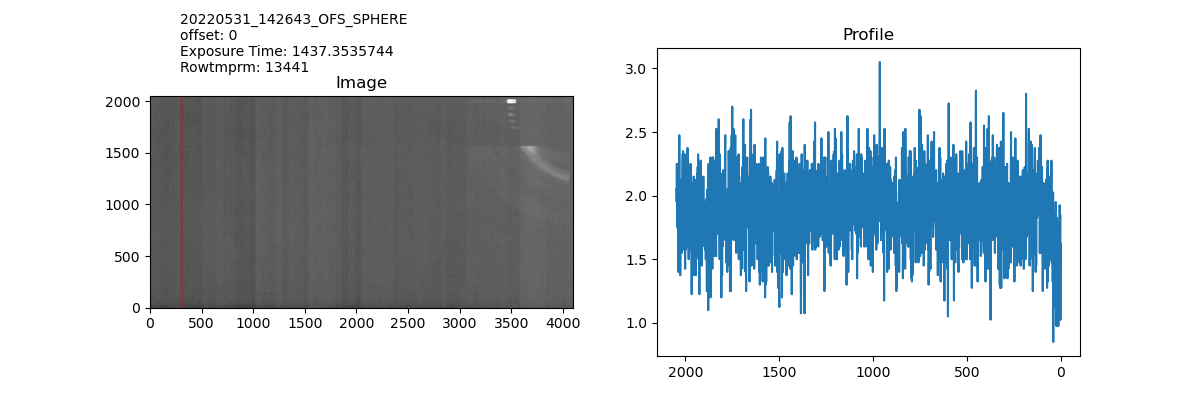 20220531_142643_OFS_SPHERE
offset: 0
Exposure Time: 1437.3535744
Rowtmprm: 13441
Image
2000
1500
1000
500
0
0 500 1000 1500 2000 2500 3000 3500 4000
Profile
3.0
2.5
2.0
1.5
1.0
2000 1500 1000 500 0